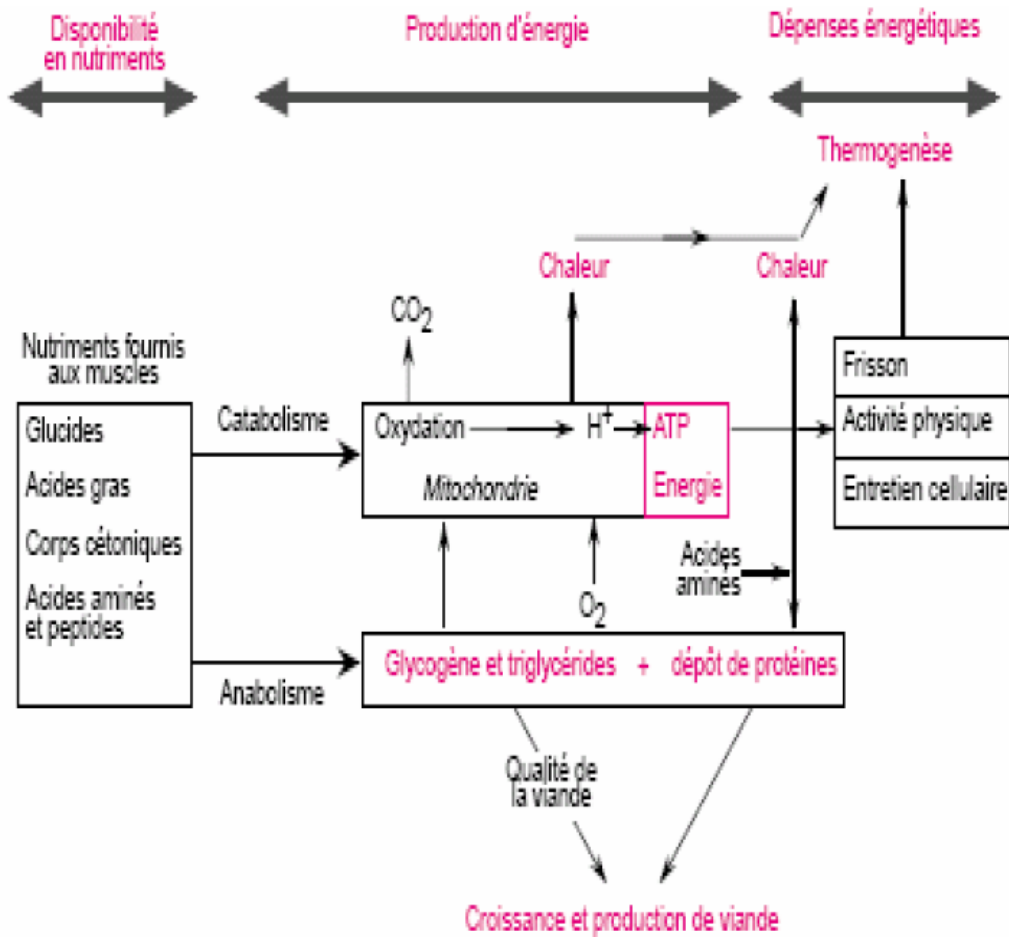 Disponibilité
en nutriments
Production d'énergie
Dépenses énergétiques
Thermogenèse
Chaleur
Chaleur
CO2
Nutriments fournis
aux muscles
Glucides
Acides gras
Corps cétoniques
Acides aminés
et peptides
Catabolisme
Anabolisme
Oxydation
H+
ATP
Mitochondrie
Energie
Frisson
Activité physique
Entretien cellulaire
Acides
aminés
O2
Glycogène et triglycérides + dépôt de protéines
Qualité de
la viande
Croissance et production de viande